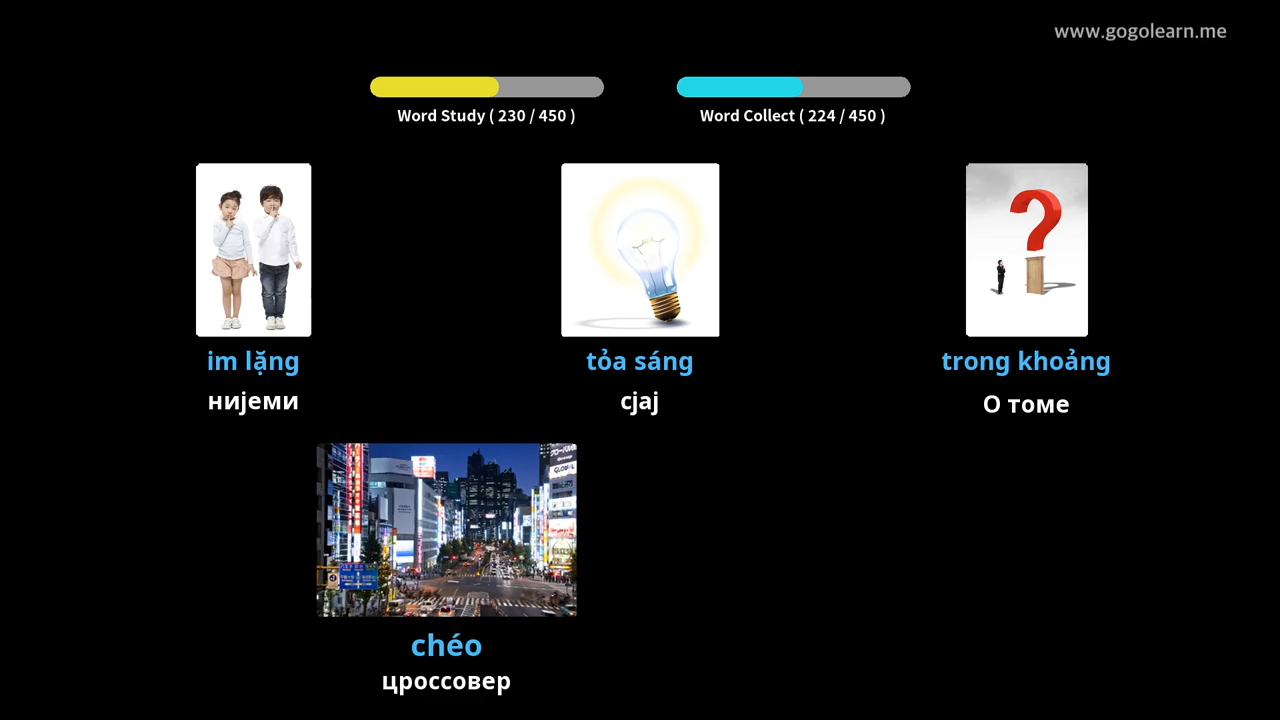 www.gogolearn.me
Word Study ( 230 / 450 )
Word Collect ( 224 / 450 )
im lặng
tỏa sáng
trong khoảng
нијеми
сјај
О томе
GLOBAL
chéo
цроссовер